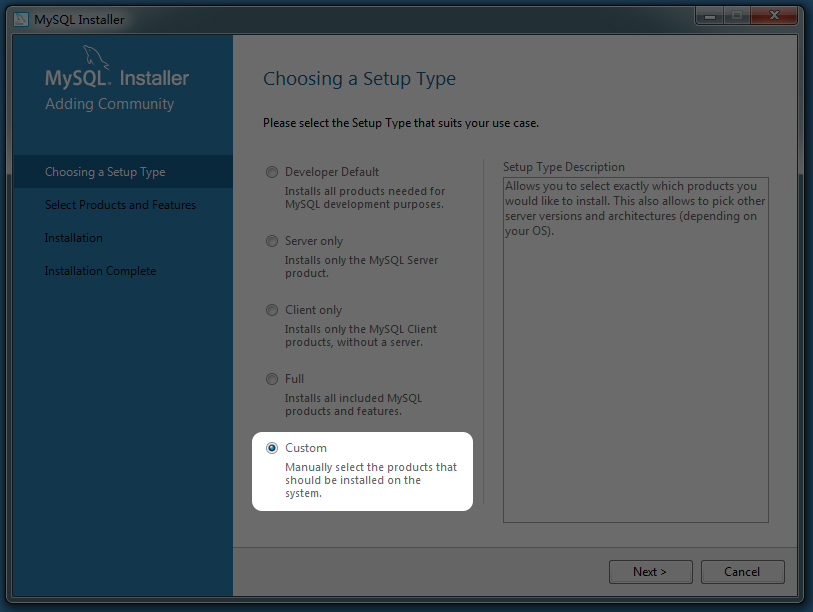 MySQL Installer
MySQL. Installer
Adding Community
Choosing a Setup Type
Select Products and Features
Installation
Installation Complete
Choosing a Setup Type
Please select the Setup Type that suits your use case.
Developer Default
Installs all products needed for
MySQL development purposes.
Server only
Installs only the MySQL Server
product.
Client only
Installs only the MySQL Client
products, without a server.
Full
Installs all included MySQL
products and features.
Custom
Manually select the products that
should be installed on the
system.
Setup Type Description
Allows you to select exactly which products you
would like to install. This also allows to pick other
server versions and architectures (depending on
your OS).
Next >
Cancel